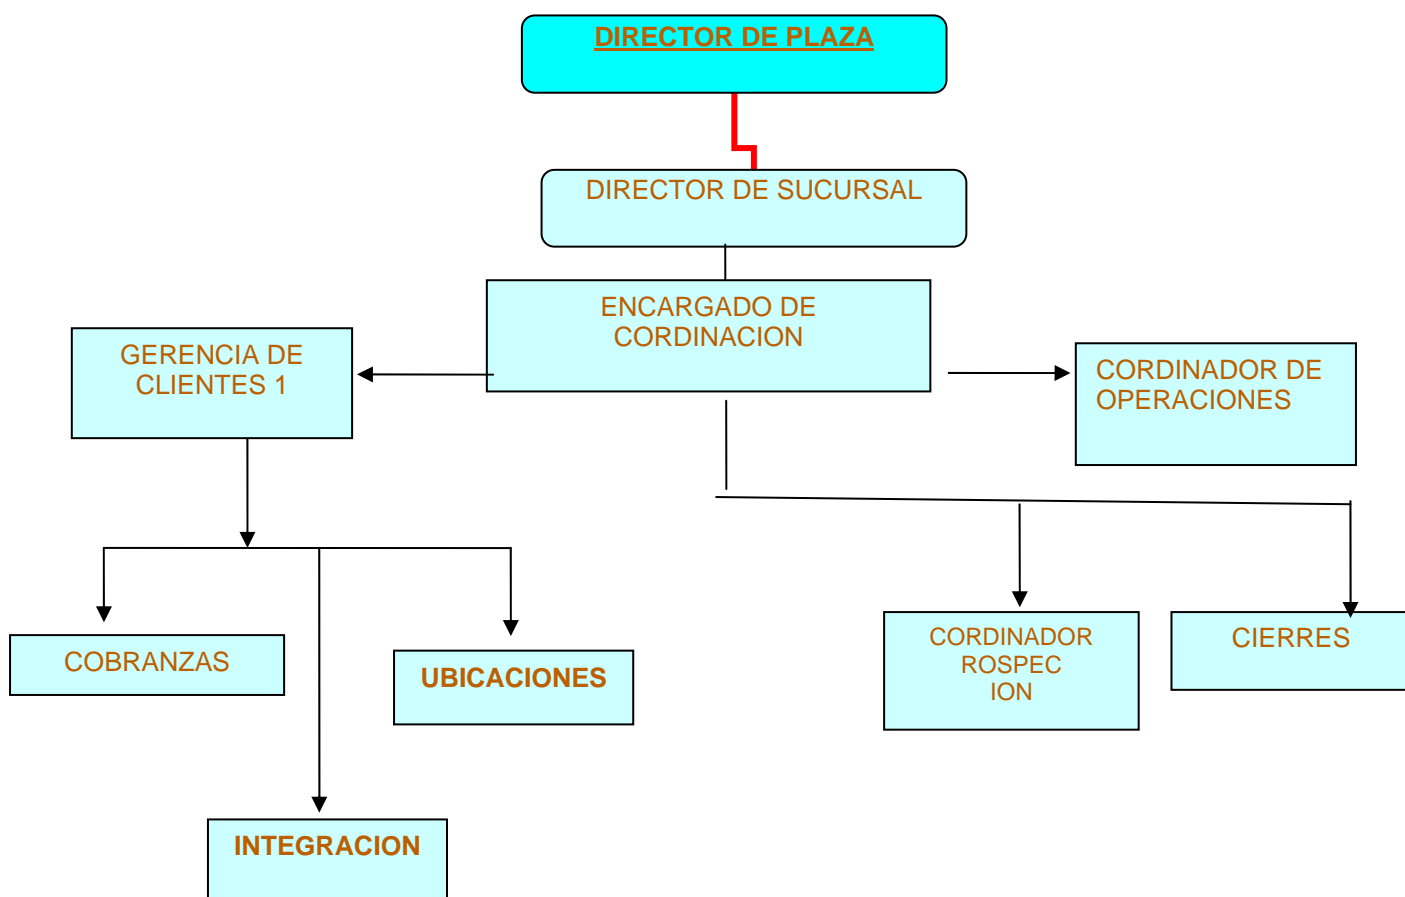 DIRECTOR DE PLAZA
DIRECTOR DE SUCURSAL
ENCARGADO DE
CORDINACION
GERENCIA DE
CLIENTES 1
CORDINADOR DE
OPERACIONES
COBRANZAS
UBICACIONES
CORDINADOR
ROSPEC
ION
CIERRES
INTEGRACION